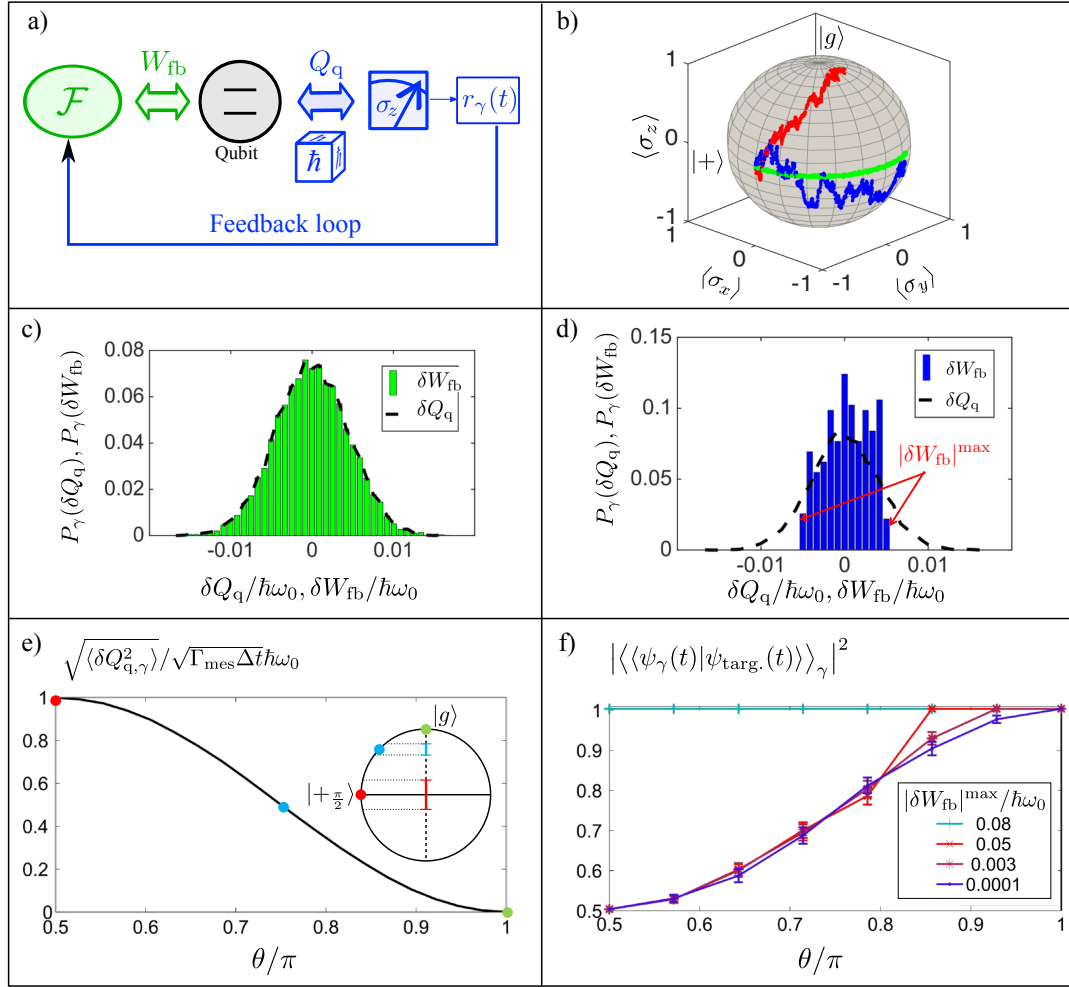 a)
W_fb
Q_q
ℱ
σ_z
r_γ(t)
Qubit
ħ ħ ħ
Feedback loop
b)
|g⟩
1
⟨σ_z⟩
0
|+⟩
-1
1
0
-1
-1
0
1
⟨σ_x⟩
⟨σ_y⟩
c)
P_γ(δQ_q), P_γ(δW_fb)
0.08
0.06
0.04
0.02
0
-0.01
0
0.01
δW_fb
δQ_q
δQ_q/ħω_0, δW_fb/ħω_0
d)
P_γ(δQ_q), P_γ(δW_fb)
0.15
0.1
0.05
0
-0.01
0
0.01
δW_fb
δQ_q
|δW_fb|^max
δQ_q/ħω_0, δW_fb/ħω_0
e)
√⟨δQ²_q,γ⟩/√Γ_mes Δt ħω_0
1
0.8
0.6
0.4
0.2
0
0.5
0.6
0.7
0.8
0.9
1
|g⟩
|+_π/2⟩
θ/π
f)
|⟨⟨ψ_γ(t)|ψ_targ.(t)⟩⟩_γ|²
1
0.9
0.8
0.7
0.6
0.5
0.5
0.6
0.7
0.8
0.9
1
|δW_fb|^max/ħω_0
0.08
0.05
0.003
0.0001
θ/π